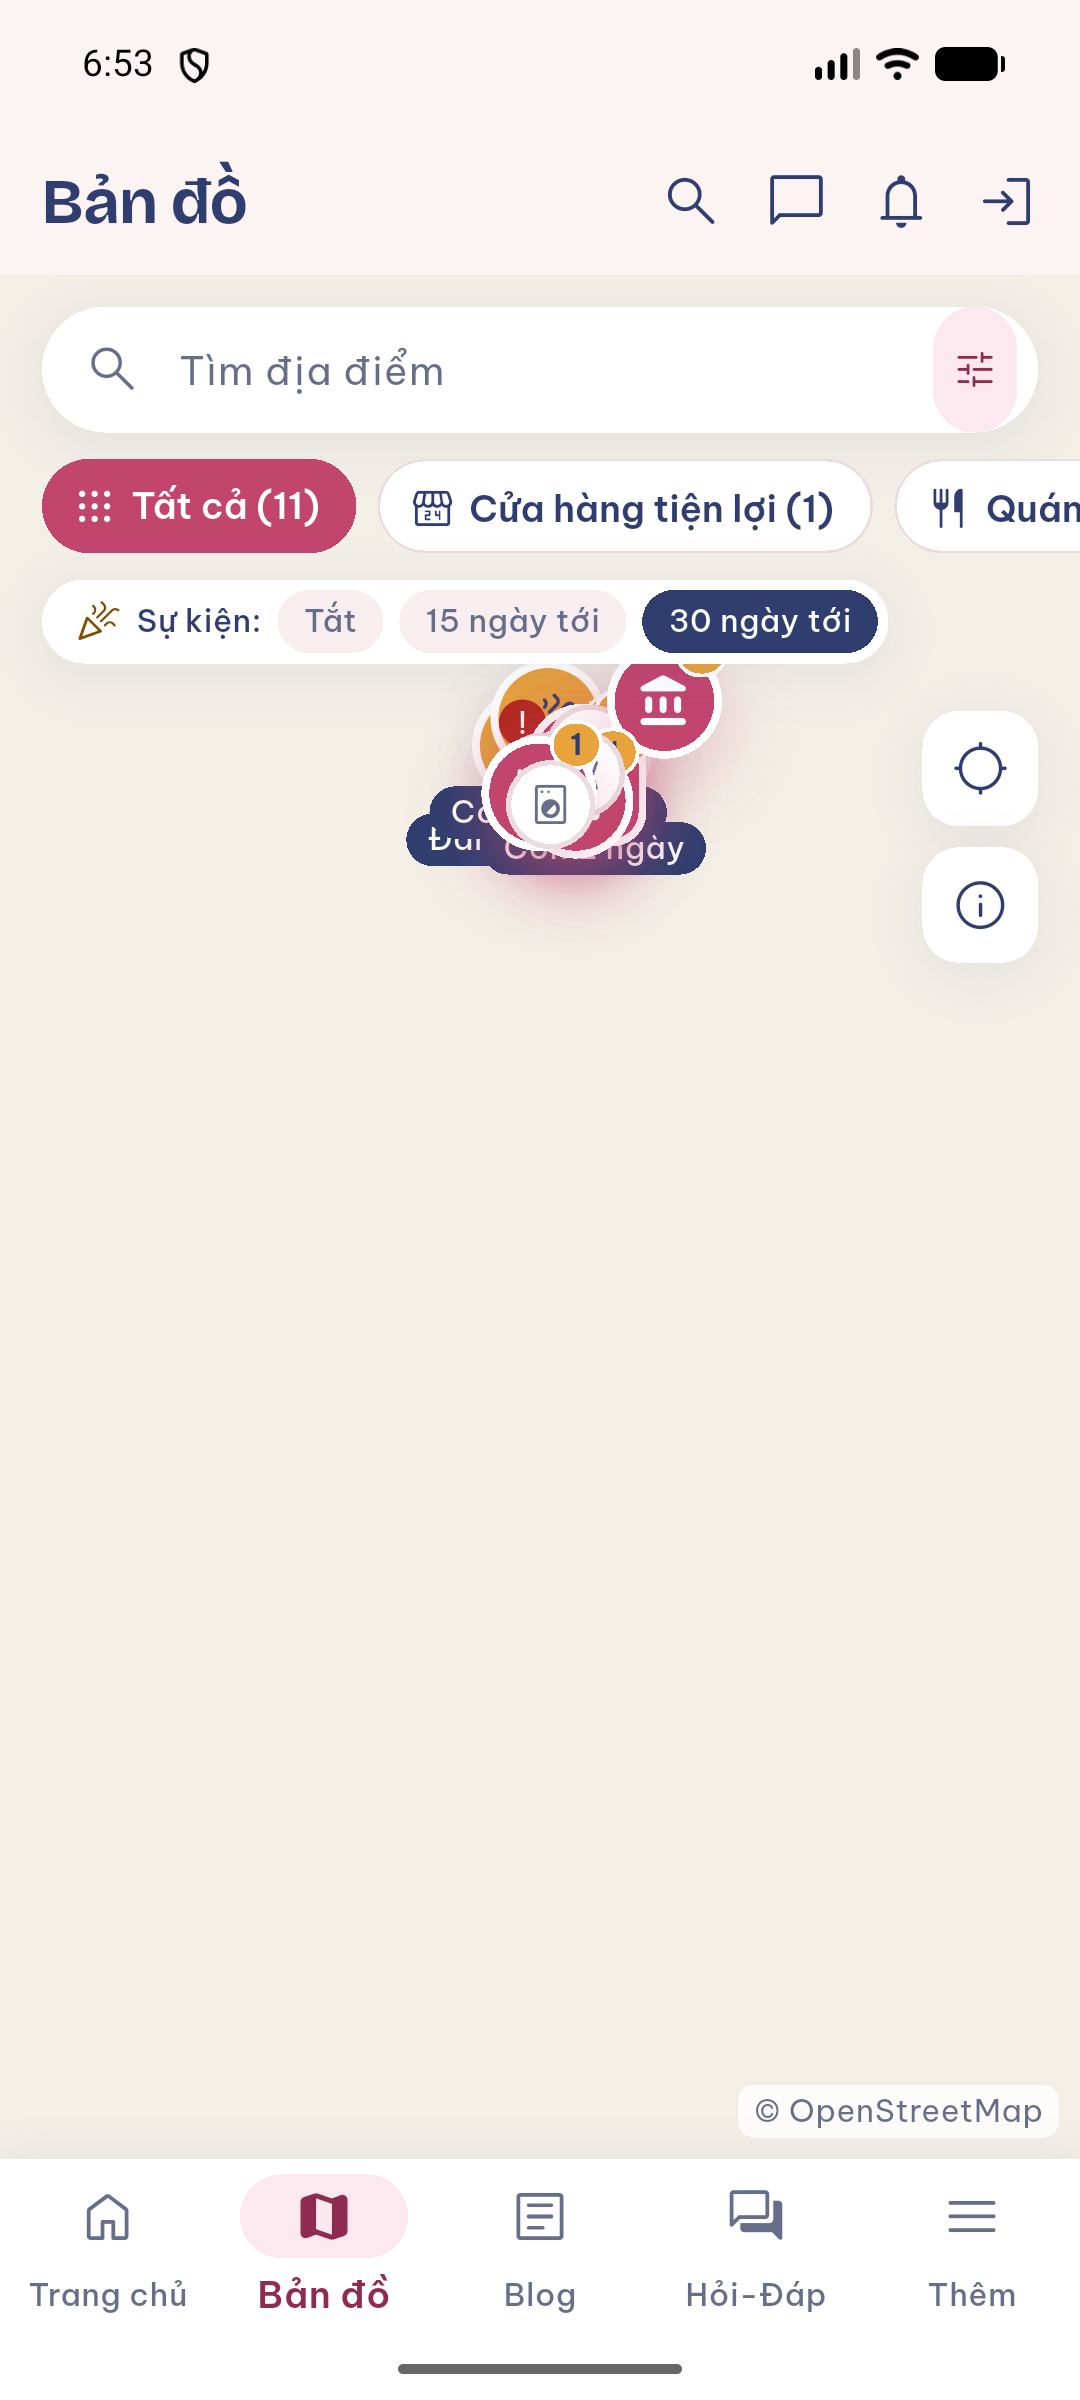 6:53
Bản đồ
Tìm địa điểm
Tất cả (11)
Cửa hàng tiện lợi (1)
Quán
Sự kiện:
Tắt
15 ngày tới
30 ngày tới
!
1
ngày
© OpenStreetMap
Trang chủ
Bản đồ
Blog
Hỏi-Đáp
Thêm